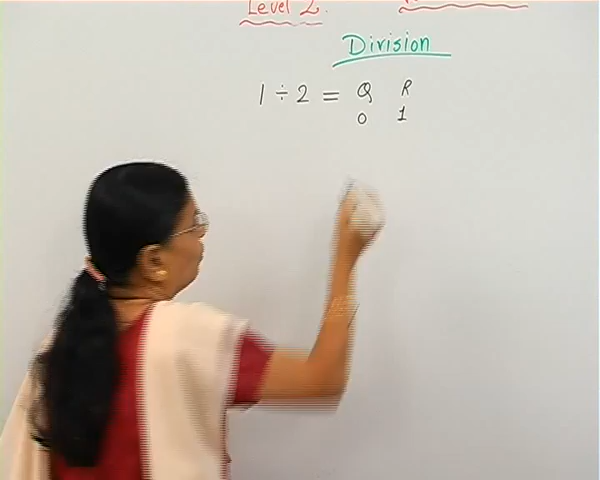 Level 2.
Division
1 ÷ 2 = Q R
0 1